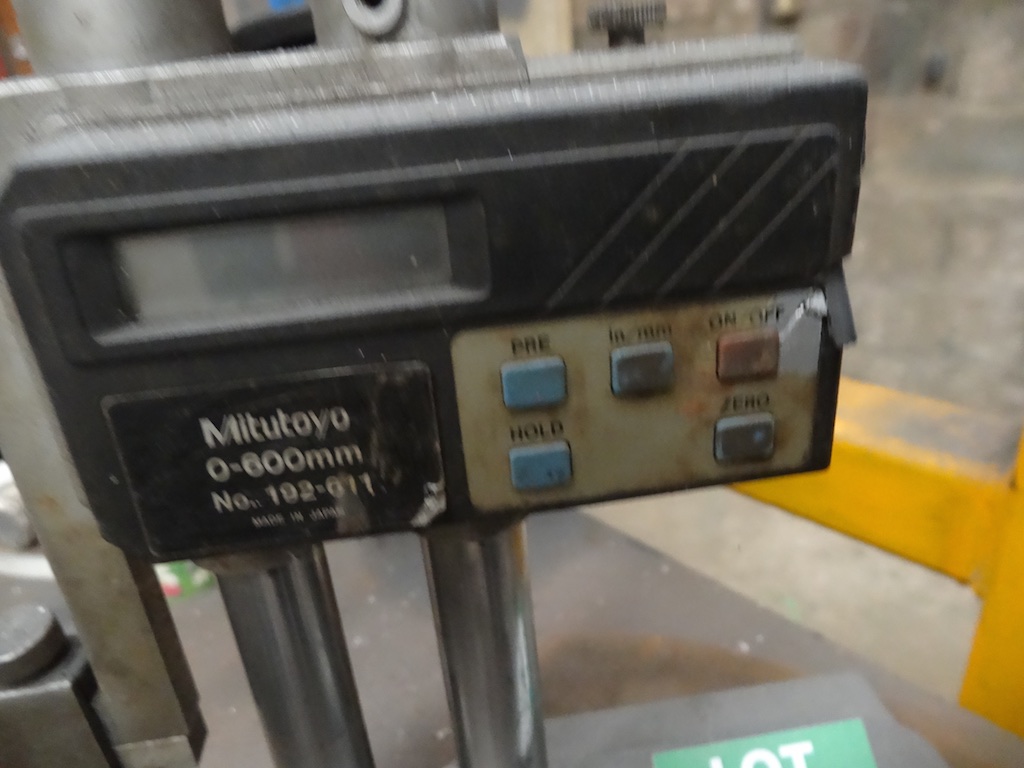 Mitutoyo
0-600mm
No. 192-611
MADE IN JAPAN
PRE
in/mm
ON/OFF
HOLD
ZERO
LOT